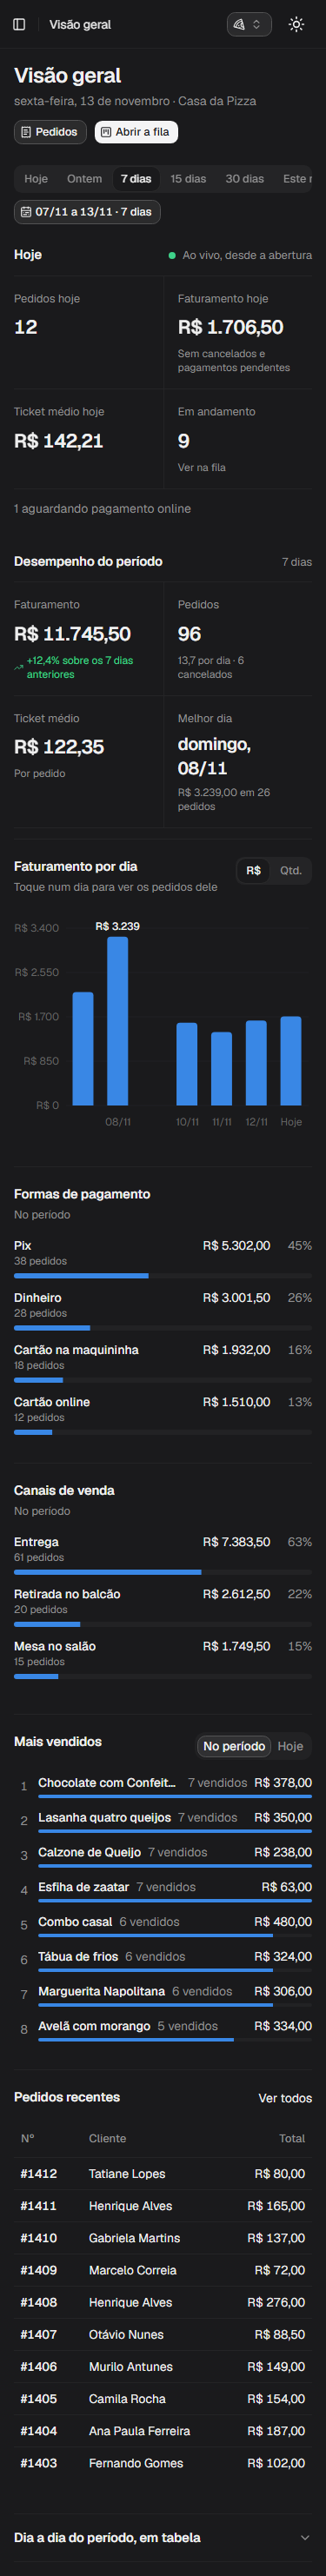 Visão geral
Visão geral
sexta-feira, 13 de novembro · Casa da Pizza
Pedidos
Abrir a fila
Hoje Ontem 7 dias 15 dias 30 dias Este
07/11 a 13/11 · 7 dias
Hoje
Ao vivo, desde a abertura
Pedidos hoje
12
Faturamento hoje
R$ 1.706,50
Sem cancelados e
pagamentos pendentes
Ticket médio hoje
R$ 142,21
Em andamento
9
Ver na fila
1 aguardando pagamento online
Desempenho do período
7 dias
Faturamento
R$ 11.745,50
+12,4% sobre os 7 dias
anteriores
Pedidos
96
13,7 por dia · 6
cancelados
Ticket médio
R$ 122,35
Por pedido
Melhor dia
domingo,
08/11
R$ 3.239,00 em 26
pedidos
Faturamento por dia
Toque num dia para ver os pedidos dele
R$ Qtd.
R$ 3.400
R$ 3.239
R$ 2.550
R$ 1.700
R$ 850
R$ 0
08/11 10/11 11/11 12/11 Hoje
Formas de pagamento
No período
Pix R$ 5.302,00 45%
38 pedidos
Dinheiro R$ 3.001,50 26%
28 pedidos
Cartão na maquininha R$ 1.932,00 16%
18 pedidos
Cartão online R$ 1.510,00 13%
12 pedidos
Canais de venda
No período
Entrega R$ 7.383,50 63%
61 pedidos
Retirada no balcão R$ 2.612,50 22%
20 pedidos
Mesa no salão R$ 1.749,50 15%
15 pedidos
Mais vendidos
No período Hoje
1 Chocolate com Confeit... 7 vendidos R$ 378,00
2 Lasanha quatro queijos 7 vendidos R$ 350,00
3 Calzone de Queijo 7 vendidos R$ 238,00
4 Esfiha de zaatar 7 vendidos R$ 63,00
5 Combo casal 6 vendidos R$ 480,00
6 Tábua de frios 6 vendidos R$ 324,00
7 Marguerita Napolitana 6 vendidos R$ 306,00
8 Avelã com morango 5 vendidos R$ 334,00
Pedidos recentes
Ver todos
Nº Cliente Total
#1412 Tatiane Lopes R$ 80,00
#1411 Henrique Alves R$ 165,00
#1410 Gabriela Martins R$ 137,00
#1409 Marcelo Correia R$ 72,00
#1408 Henrique Alves R$ 276,00
#1407 Otávio Nunes R$ 88,50
#1406 Murilo Antunes R$ 149,00
#1405 Camila Rocha R$ 154,00
#1404 Ana Paula Ferreira R$ 187,00
#1403 Fernando Gomes R$ 102,00
Dia a dia do período, em tabela